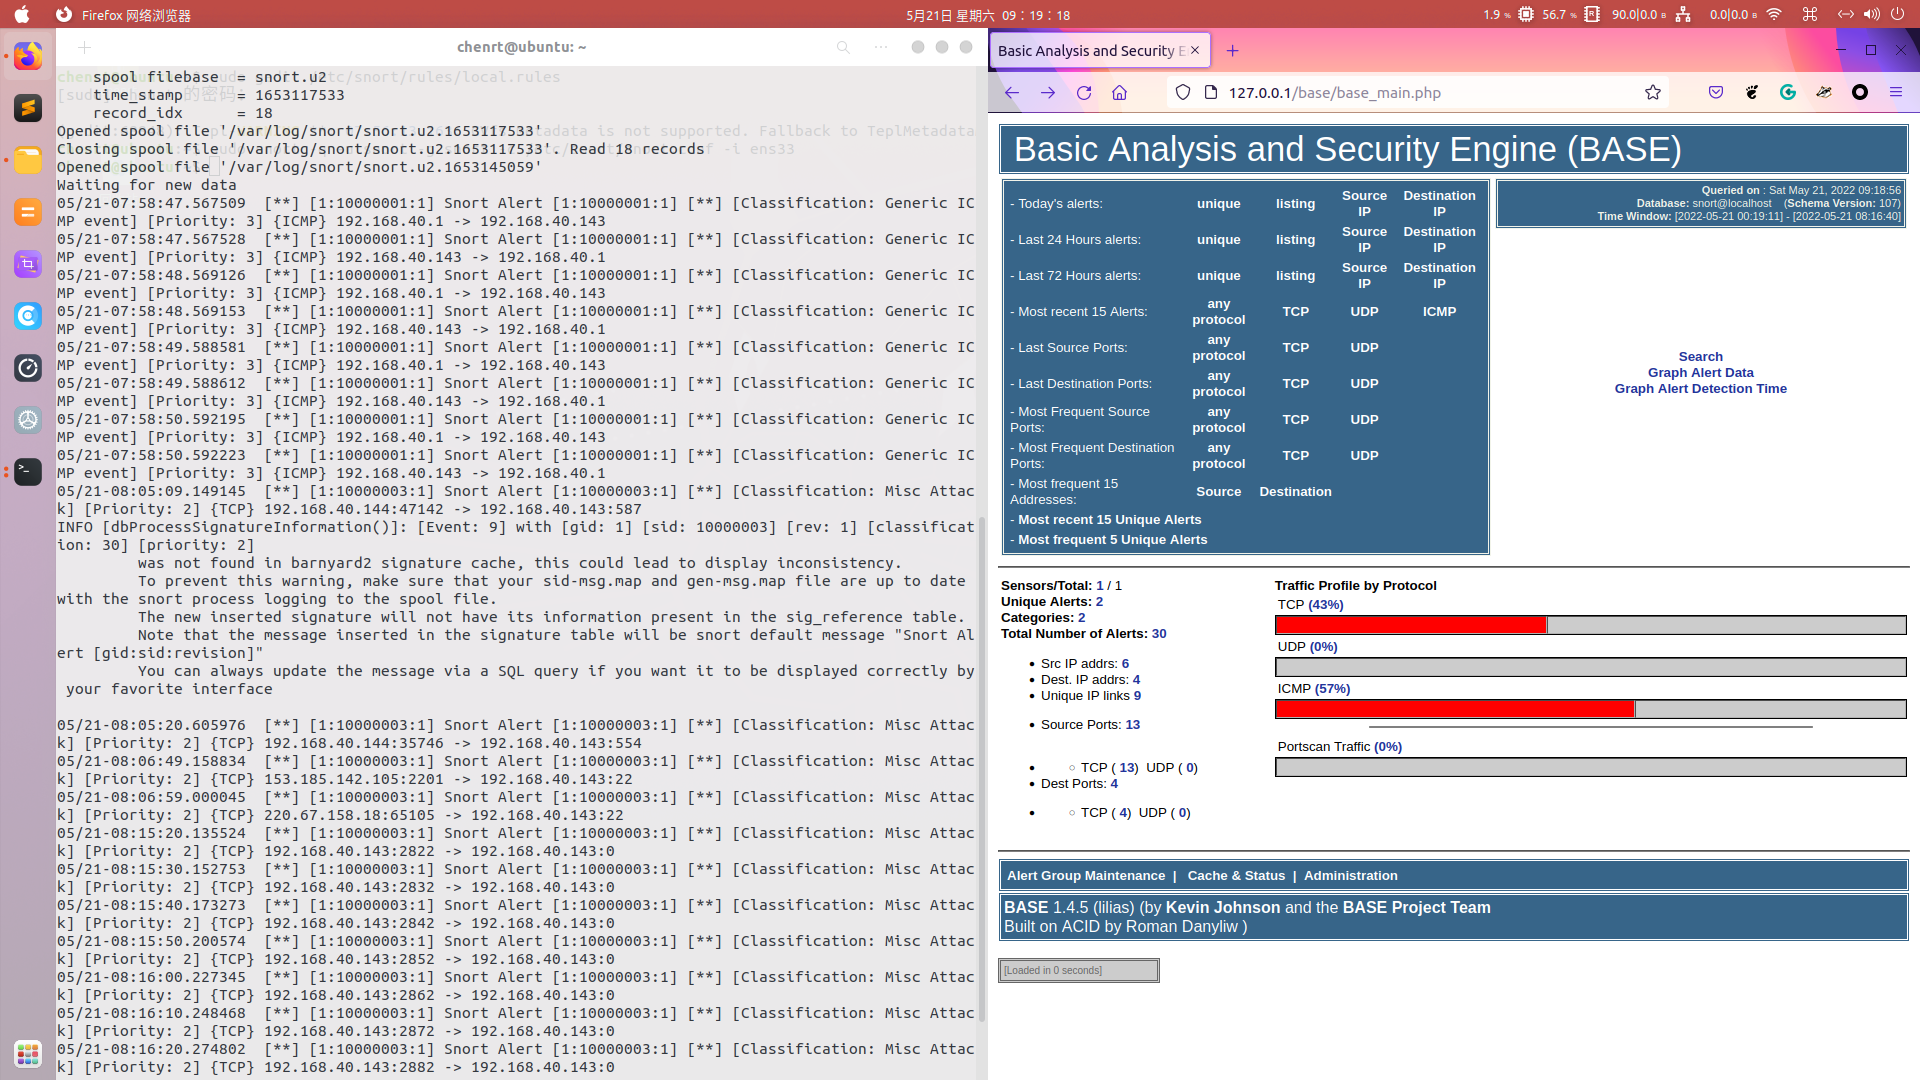 Firefox 网络浏览器
5月21日 星期六 09：19：18
1.9 % 56.7 % 90.0|0.0 B 0.0|0.0 B
chenrt@ubuntu: ~
spool filebase  = snort.u2
time_stamp      = 1653117533
record_idx      = 18
Opened spool file '/var/log/snort/snort.u2.1653117533'
Closing spool file '/var/log/snort/snort.u2.1653117533'. Read 18 records
Opened spool file '/var/log/snort/snort.u2.1653145059'
Waiting for new data
05/21-07:58:47.567509  [**] [1:10000001:1] Snort Alert [1:10000001:1] [**] [Classification: Generic IC
MP event] [Priority: 3] {ICMP} 192.168.40.1 -> 192.168.40.143
05/21-07:58:47.567528  [**] [1:10000001:1] Snort Alert [1:10000001:1] [**] [Classification: Generic IC
MP event] [Priority: 3] {ICMP} 192.168.40.143 -> 192.168.40.1
05/21-07:58:48.569126  [**] [1:10000001:1] Snort Alert [1:10000001:1] [**] [Classification: Generic IC
MP event] [Priority: 3] {ICMP} 192.168.40.1 -> 192.168.40.143
05/21-07:58:48.569153  [**] [1:10000001:1] Snort Alert [1:10000001:1] [**] [Classification: Generic IC
MP event] [Priority: 3] {ICMP} 192.168.40.143 -> 192.168.40.1
05/21-07:58:49.588581  [**] [1:10000001:1] Snort Alert [1:10000001:1] [**] [Classification: Generic IC
MP event] [Priority: 3] {ICMP} 192.168.40.1 -> 192.168.40.143
05/21-07:58:49.588612  [**] [1:10000001:1] Snort Alert [1:10000001:1] [**] [Classification: Generic IC
MP event] [Priority: 3] {ICMP} 192.168.40.143 -> 192.168.40.1
05/21-07:58:50.592195  [**] [1:10000001:1] Snort Alert [1:10000001:1] [**] [Classification: Generic IC
MP event] [Priority: 3] {ICMP} 192.168.40.1 -> 192.168.40.143
05/21-07:58:50.592223  [**] [1:10000001:1] Snort Alert [1:10000001:1] [**] [Classification: Generic IC
MP event] [Priority: 3] {ICMP} 192.168.40.143 -> 192.168.40.1
05/21-08:05:09.149145  [**] [1:10000003:1] Snort Alert [1:10000003:1] [**] [Classification: Misc Attac
k] [Priority: 2] {TCP} 192.168.40.144:47142 -> 192.168.40.143:587
INFO [dbProcessSignatureInformation()]: [Event: 9] with [gid: 1] [sid: 10000003] [rev: 1] [classificat
ion: 30] [priority: 2]
was not found in barnyard2 signature cache, this could lead to display inconsistency.
To prevent this warning, make sure that your sid-msg.map and gen-msg.map file are up to date
with the snort process logging to the spool file.
The new inserted signature will not have its information present in the sig_reference table.
Note that the message inserted in the signature table will be snort default message "Snort Al
ert [gid:sid:revision]"
You can always update the message via a SQL query if you want it to be displayed correctly by
your favorite interface
05/21-08:05:20.605976  [**] [1:10000003:1] Snort Alert [1:10000003:1] [**] [Classification: Misc Attac
k] [Priority: 2] {TCP} 192.168.40.144:35746 -> 192.168.40.143:554
05/21-08:06:49.158834  [**] [1:10000003:1] Snort Alert [1:10000003:1] [**] [Classification: Misc Attac
k] [Priority: 2] {TCP} 153.185.142.105:2201 -> 192.168.40.143:22
05/21-08:06:59.000045  [**] [1:10000003:1] Snort Alert [1:10000003:1] [**] [Classification: Misc Attac
k] [Priority: 2] {TCP} 220.67.158.18:65105 -> 192.168.40.143:22
05/21-08:15:20.135524  [**] [1:10000003:1] Snort Alert [1:10000003:1] [**] [Classification: Misc Attac
k] [Priority: 2] {TCP} 192.168.40.143:2822 -> 192.168.40.143:0
05/21-08:15:30.152753  [**] [1:10000003:1] Snort Alert [1:10000003:1] [**] [Classification: Misc Attac
k] [Priority: 2] {TCP} 192.168.40.143:2832 -> 192.168.40.143:0
05/21-08:15:40.173273  [**] [1:10000003:1] Snort Alert [1:10000003:1] [**] [Classification: Misc Attac
k] [Priority: 2] {TCP} 192.168.40.143:2842 -> 192.168.40.143:0
05/21-08:15:50.200574  [**] [1:10000003:1] Snort Alert [1:10000003:1] [**] [Classification: Misc Attac
k] [Priority: 2] {TCP} 192.168.40.143:2852 -> 192.168.40.143:0
05/21-08:16:00.227345  [**] [1:10000003:1] Snort Alert [1:10000003:1] [**] [Classification: Misc Attac
k] [Priority: 2] {TCP} 192.168.40.143:2862 -> 192.168.40.143:0
05/21-08:16:10.248468  [**] [1:10000003:1] Snort Alert [1:10000003:1] [**] [Classification: Misc Attac
k] [Priority: 2] {TCP} 192.168.40.143:2872 -> 192.168.40.143:0
05/21-08:16:20.274802  [**] [1:10000003:1] Snort Alert [1:10000003:1] [**] [Classification: Misc Attac
k] [Priority: 2] {TCP} 192.168.40.143:2882 -> 192.168.40.143:0
Basic Analysis and Security E
127.0.0.1/base/base_main.php
Basic Analysis and Security Engine (BASE)
- Today's alerts: unique listing Source IP Destination IP
- Last 24 Hours alerts: unique listing Source IP Destination IP
- Last 72 Hours alerts: unique listing Source IP Destination IP
- Most recent 15 Alerts: any protocol TCP UDP ICMP
- Last Source Ports: any protocol TCP UDP
- Last Destination Ports: any protocol TCP UDP
- Most Frequent Source Ports: any protocol TCP UDP
- Most Frequent Destination Ports: any protocol TCP UDP
- Most frequent 15 Addresses: Source Destination
- Most recent 15 Unique Alerts
- Most frequent 5 Unique Alerts
Queried on : Sat May 21, 2022 09:18:56
Database: snort@localhost (Schema Version: 107)
Time Window: [2022-05-21 00:19:11] - [2022-05-21 08:16:40]
Search
Graph Alert Data
Graph Alert Detection Time
Sensors/Total: 1 / 1
Unique Alerts: 2
Categories: 2
Total Number of Alerts: 30
Src IP addrs: 6
Dest. IP addrs: 4
Unique IP links 9
Source Ports: 13
TCP ( 13) UDP ( 0)
Dest Ports: 4
TCP ( 4) UDP ( 0)
Traffic Profile by Protocol
TCP (43%)
UDP (0%)
ICMP (57%)
Portscan Traffic (0%)
Alert Group Maintenance | Cache & Status | Administration
BASE 1.4.5 (lilias) (by Kevin Johnson and the BASE Project Team
Built on ACID by Roman Danyliw )
[Loaded in 0 seconds]